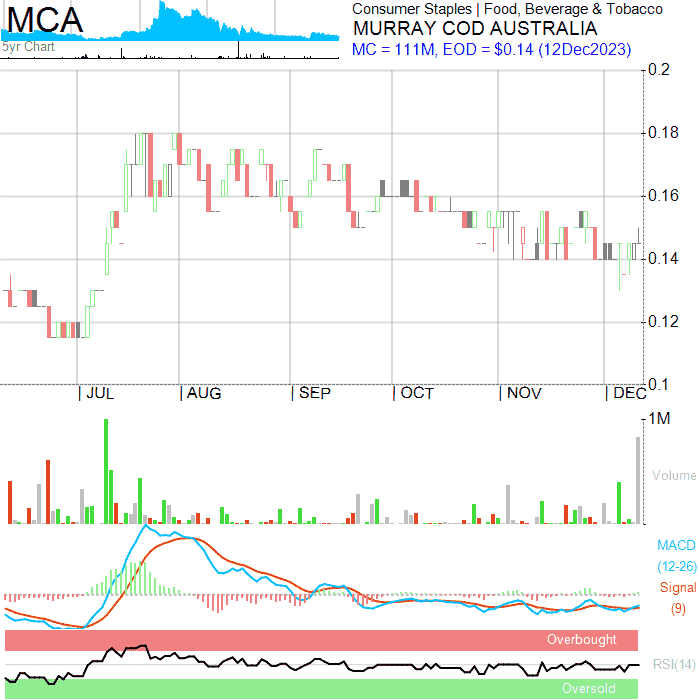 MCA
Consumer Staples | Food, Beverage & Tobacco
MURRAY COD AUSTRALIA
5yr Chart
MC = 111M, EOD = $0.14 (12Dec2023)
0.2
0.18
0.16
0.14
0.12
0.1
| JUL | AUG | SEP | OCT | NOV | DEC
1M
Volume
MACD
(12-26)
Signal
(9)
Overbought
RSI(14)
Oversold